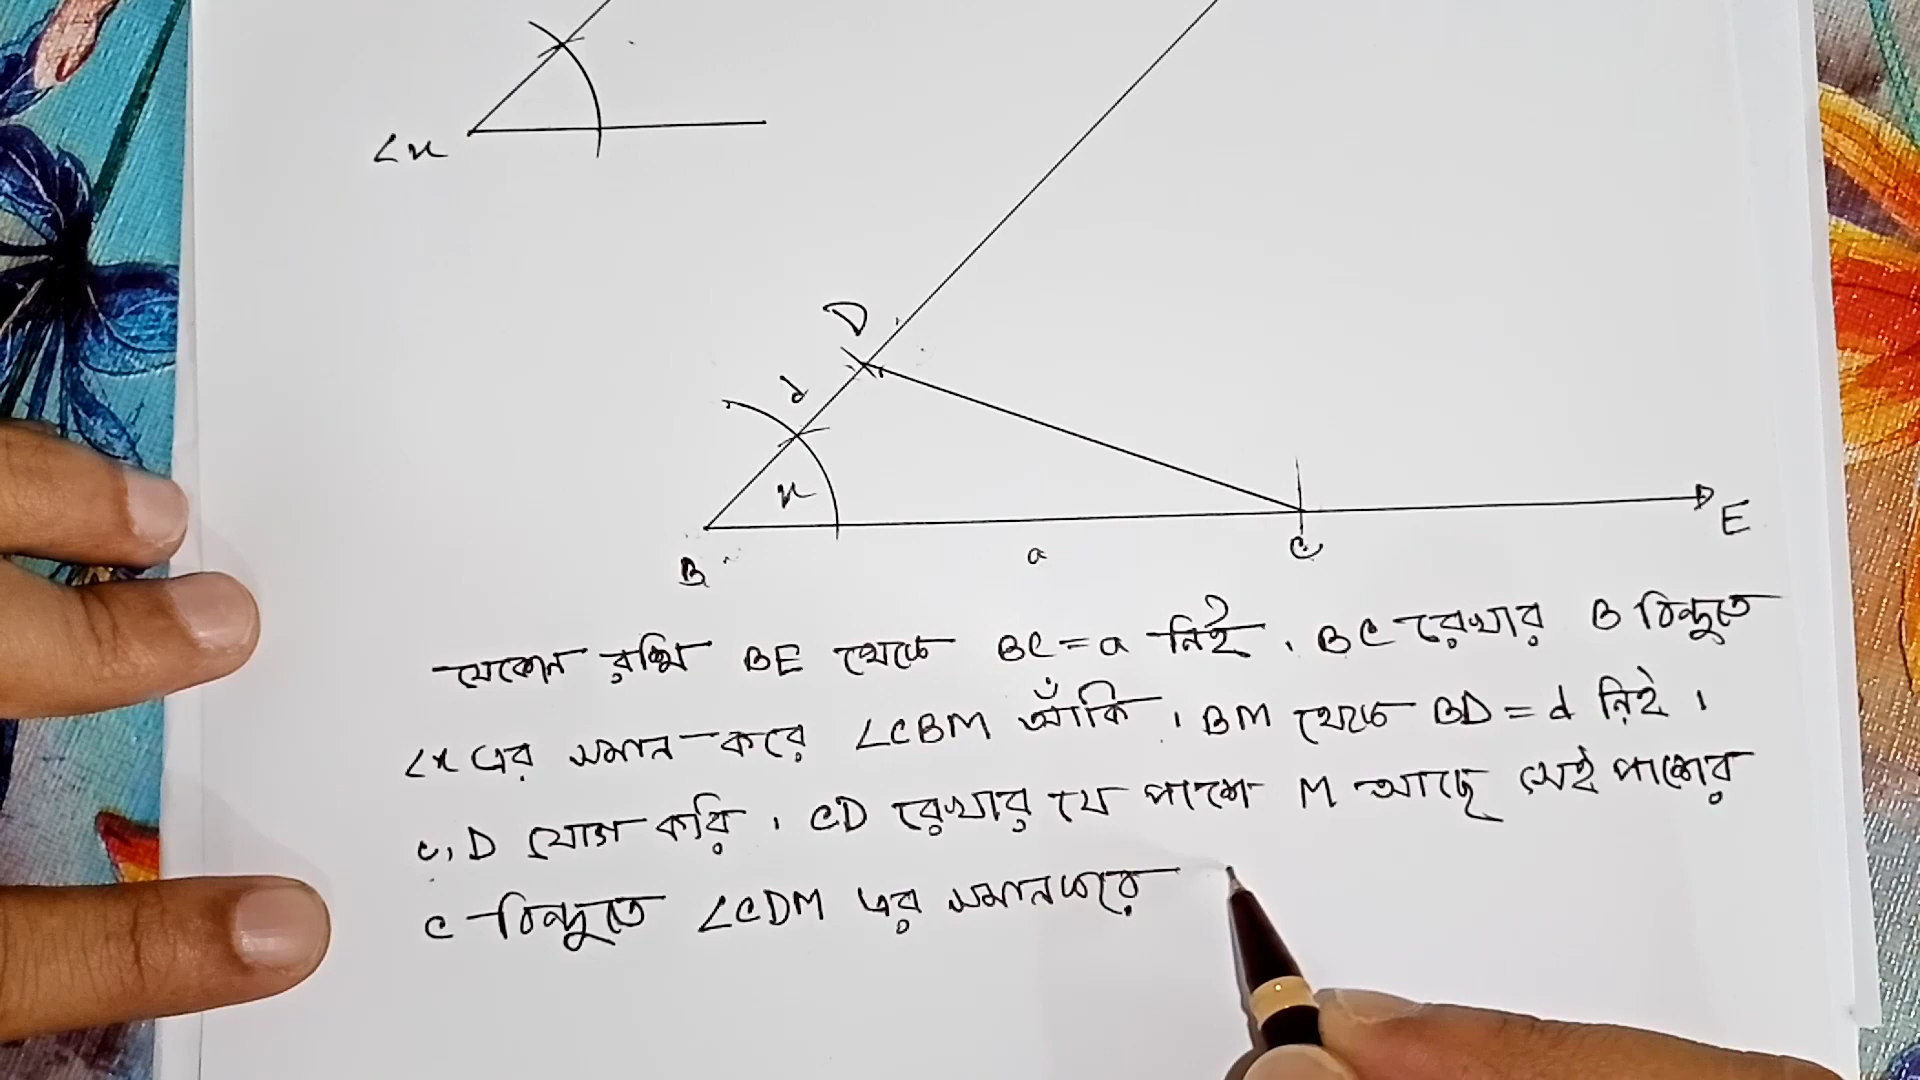 ∠x
D
d
x
B
a
C
E
যেকোন রশ্মি BE থেকে BC = a নিই। BC রেখার B বিন্দুতে
∠x এর সমান করে ∠CBM আঁকি। BM থেকে BD = d নিই।
C, D যোগ করি। CD রেখার যে পাশে M আছে সেই পাশের
C বিন্দুতে ∠CDM এর সমান করে